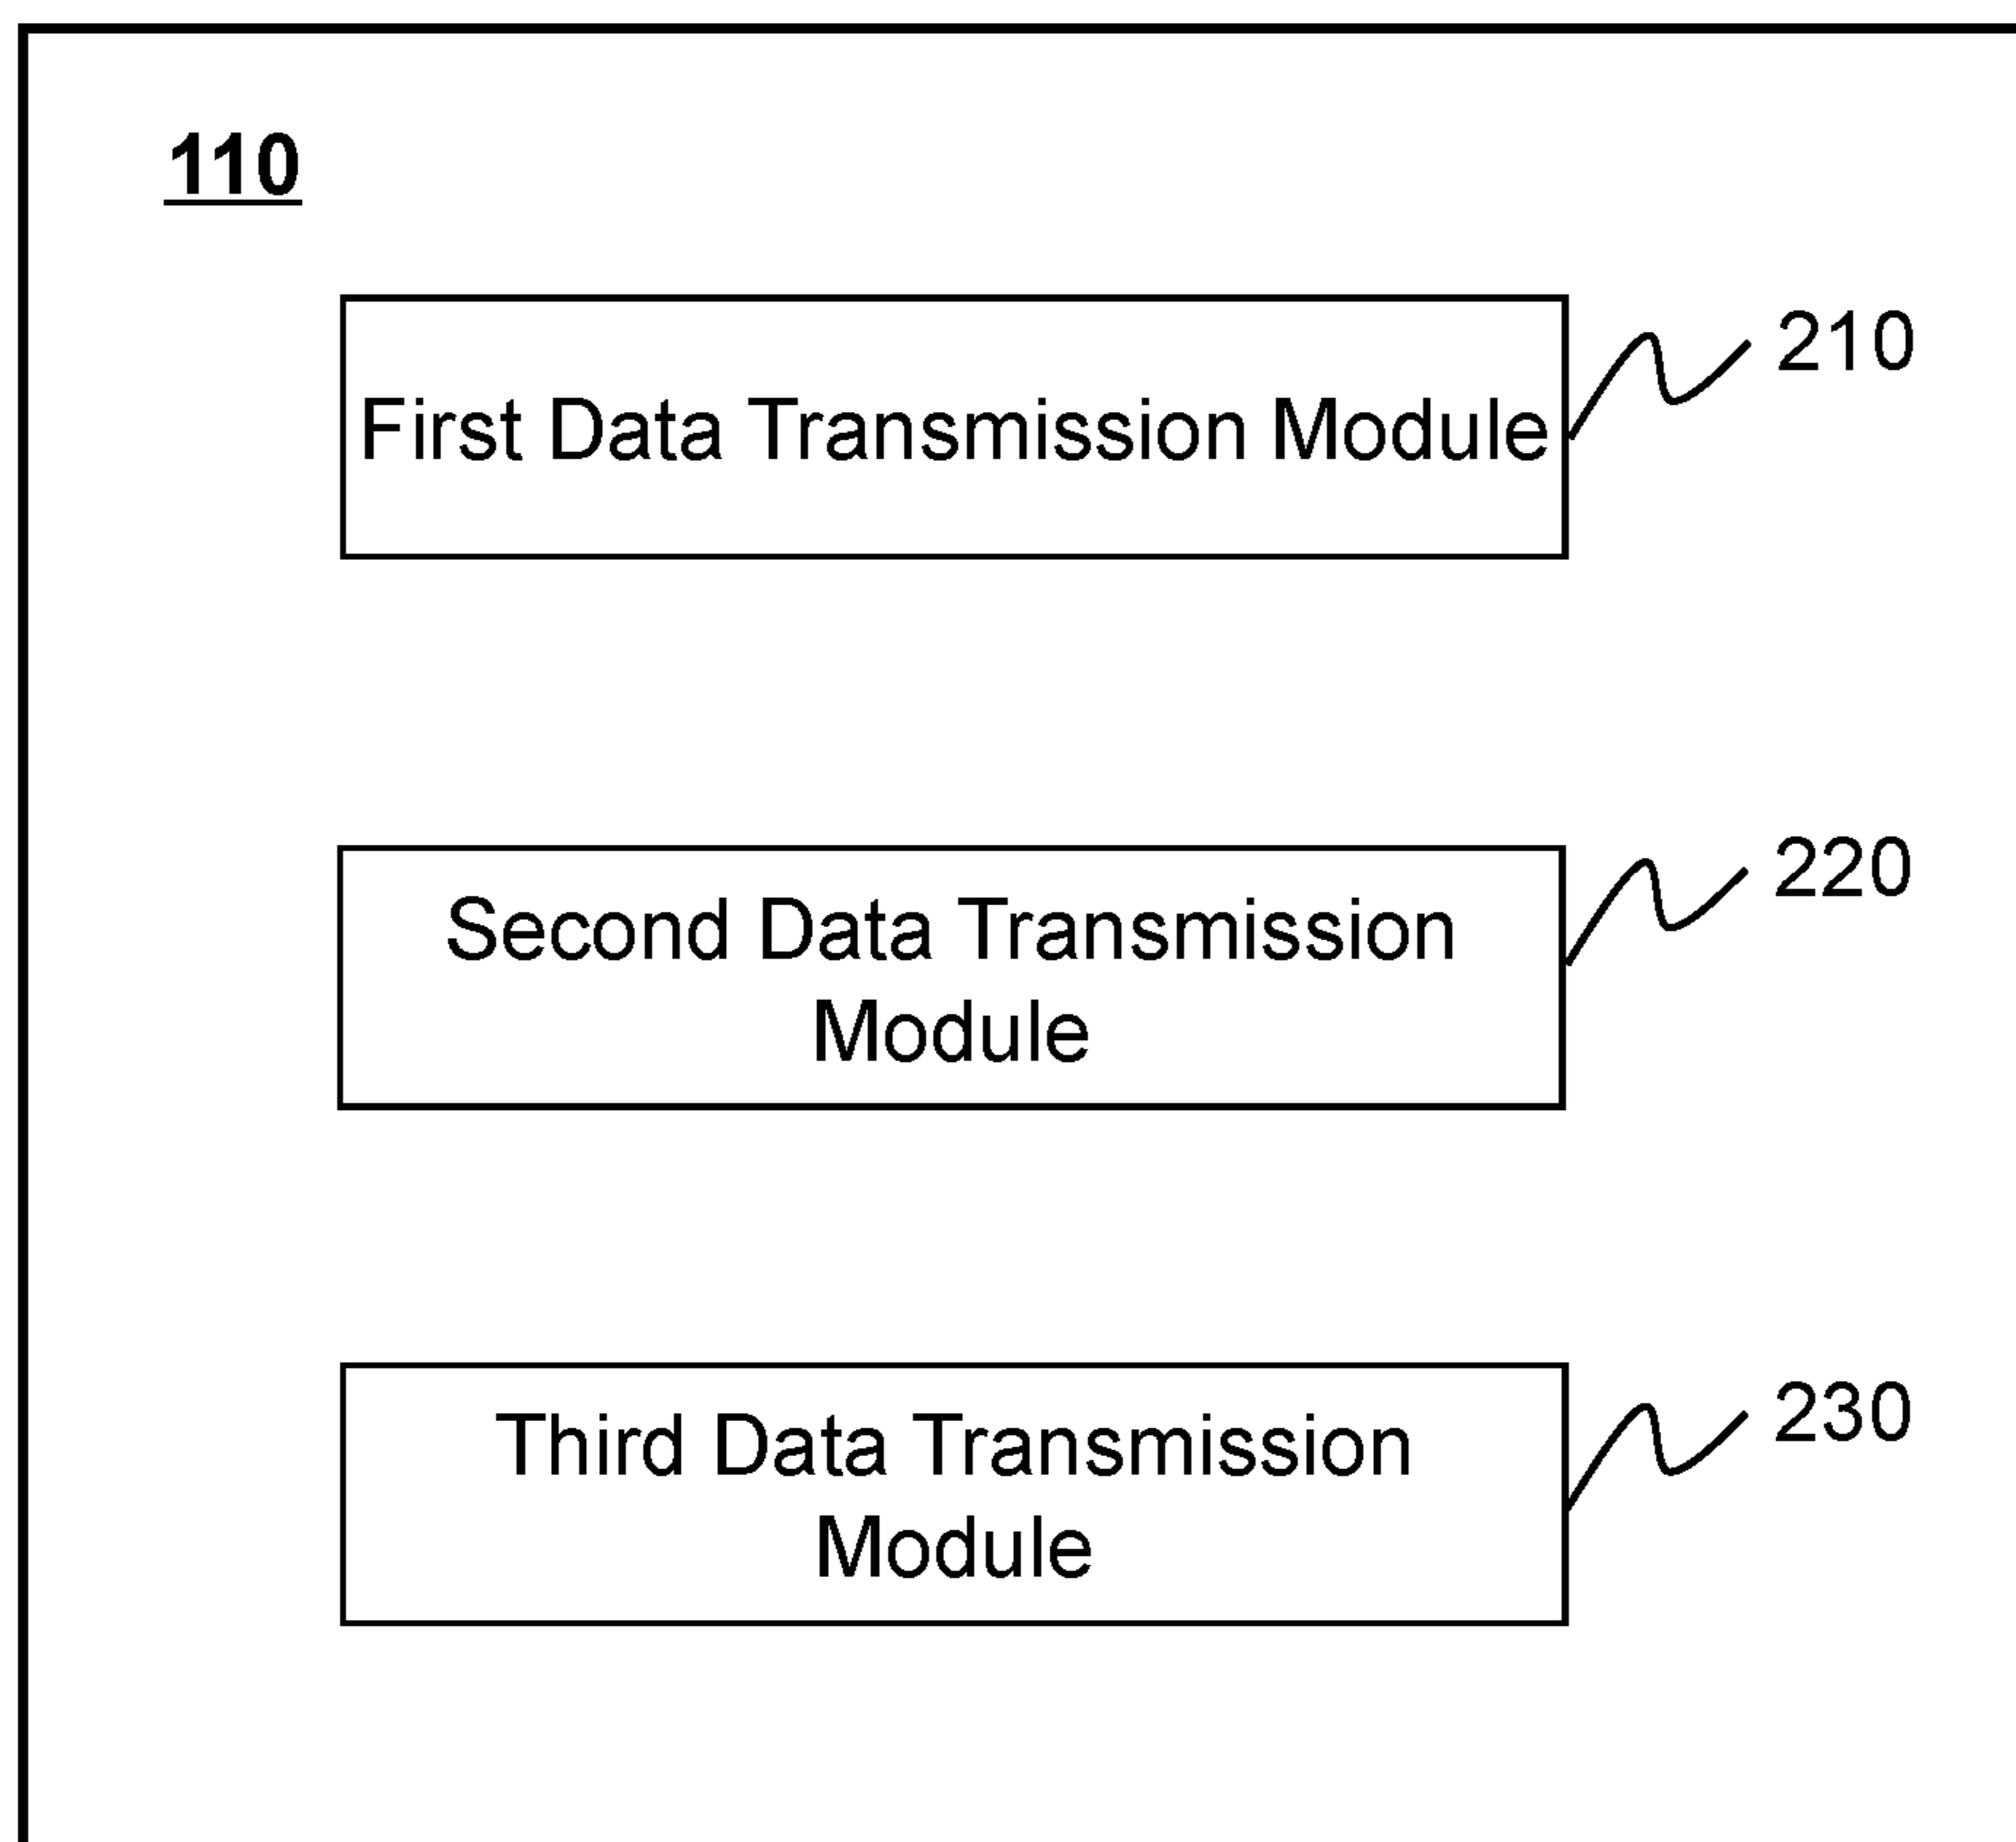 110
First Data Transmission Module
210
Second Data Transmission
Module
220
Third Data Transmission
Module
230